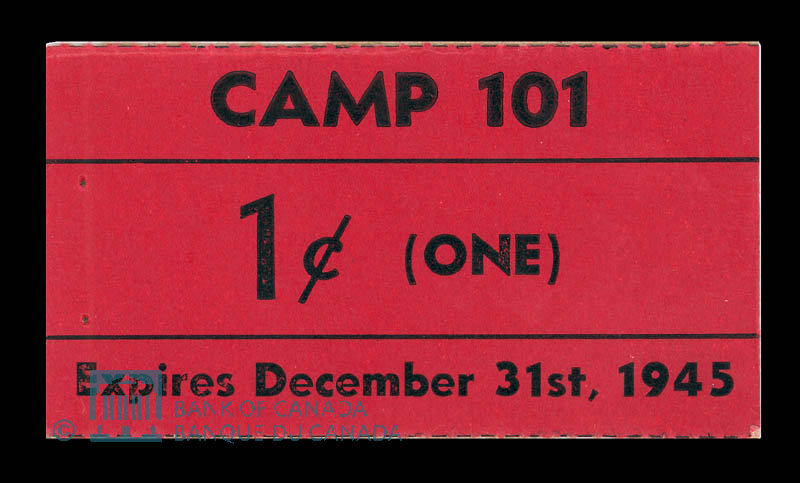 CAMP 101
1¢ (ONE)
Expires December 31st, 1945
© BANK OF CANADA
BANQUE DU CANADA